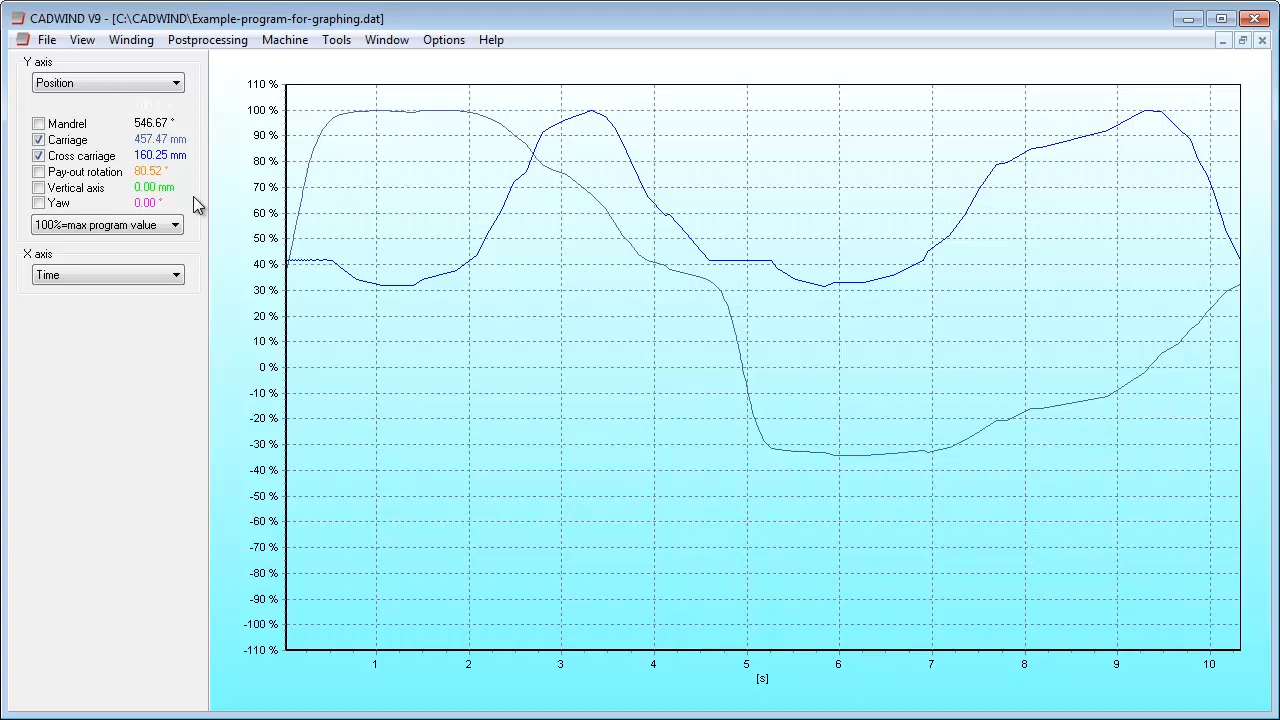 CADWIND V9 - [C:\CADWIND\Example-program-for-graphing.dat]
File View Winding Postprocessing Machine Tools Window Options Help
Y axis
Position
Mandrel 546.67 °
Carriage 457.47 mm
Cross carriage 160.25 mm
Pay-out rotation 80.52 °
Vertical axis 0.00 mm
Yaw 0.00 °
100%=max program value
X axis
Time
110 %
100 %
90 %
80 %
70 %
60 %
50 %
40 %
30 %
20 %
10 %
0 %
-10 %
-20 %
-30 %
-40 %
-50 %
-60 %
-70 %
-80 %
-90 %
-100 %
-110 %
1 2 3 4 5 6 7 8 9 10
[s]